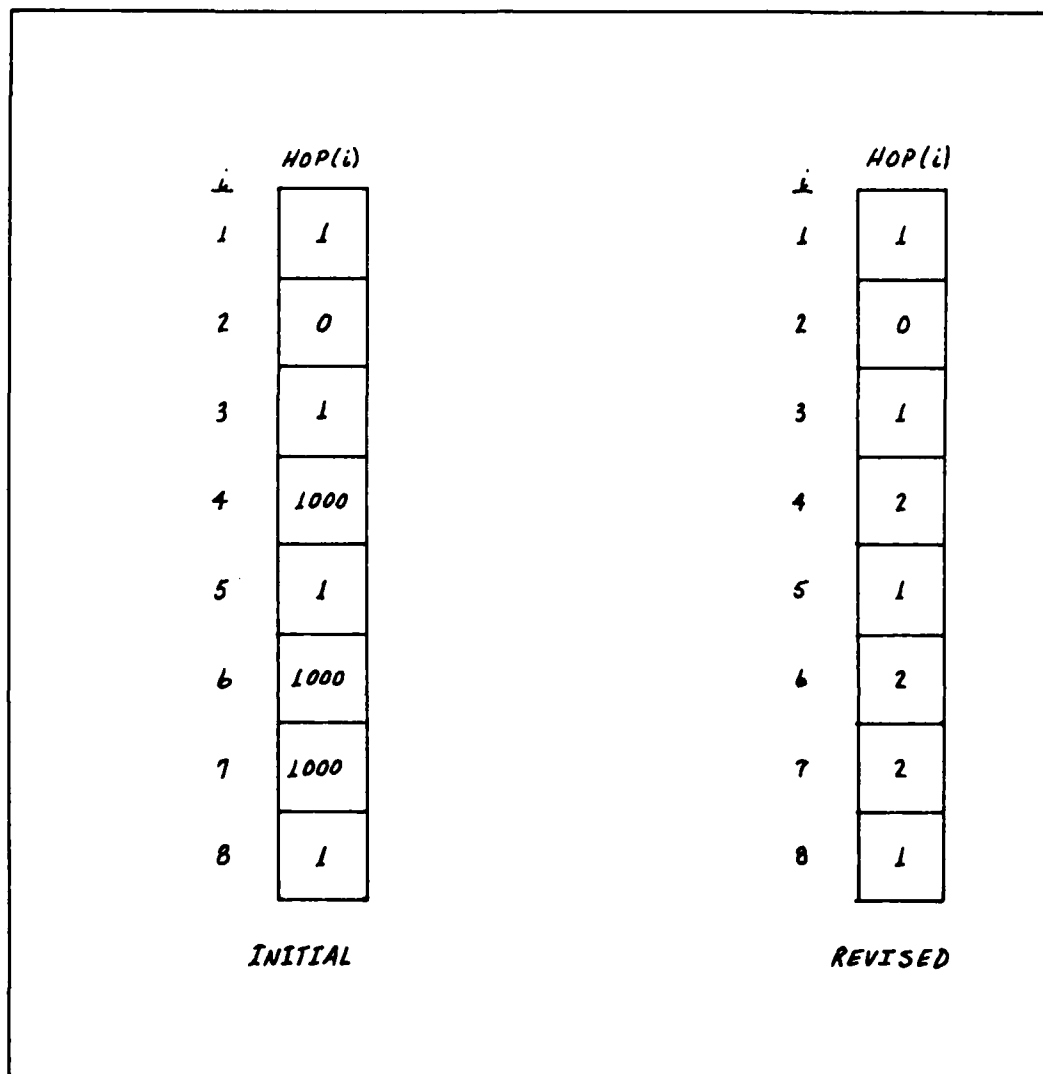 HOP(i) HOP(i)
i i
1 1 1 1
2 0 2 0
3 1 3 1
4 1000 4 2
5 1 5 1
6 1000 6 2
7 1000 7 2
8 1 8 1
INITIAL REVISED